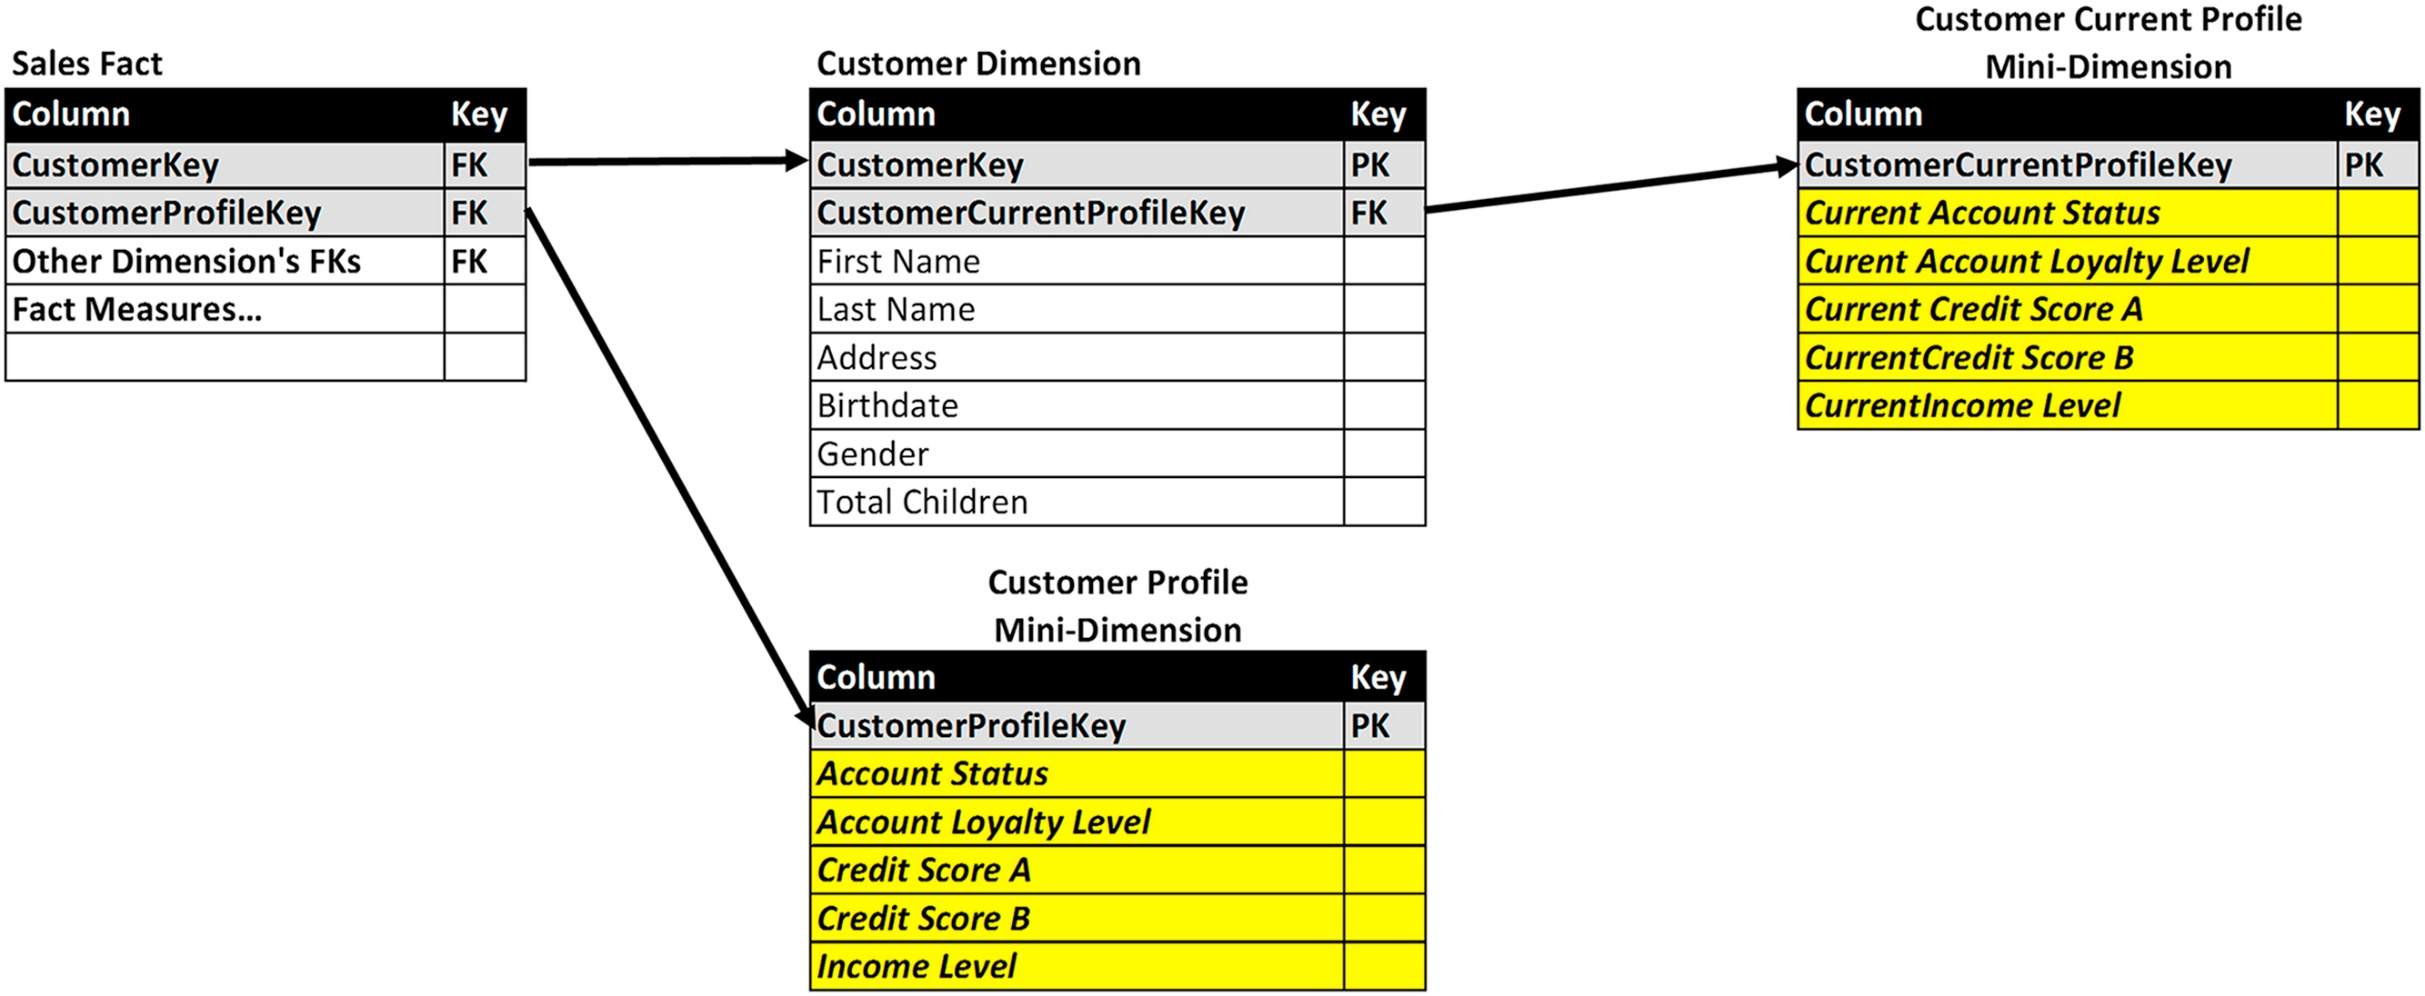 Sales Fact
Column Key
CustomerKey FK
CustomerProfileKey FK
Other Dimension's FKs FK
Fact Measures...
Customer Dimension
Column Key
CustomerKey PK
CustomerCurrentProfileKey FK
First Name
Last Name
Address
Birthdate
Gender
Total Children
Customer Current Profile
Mini-Dimension
Column Key
CustomerCurrentProfileKey PK
Current Account Status
Curent Account Loyalty Level
Current Credit Score A
CurrentCredit Score B
CurrentIncome Level
Customer Profile
Mini-Dimension
Column Key
CustomerProfileKey PK
Account Status
Account Loyalty Level
Credit Score A
Credit Score B
Income Level